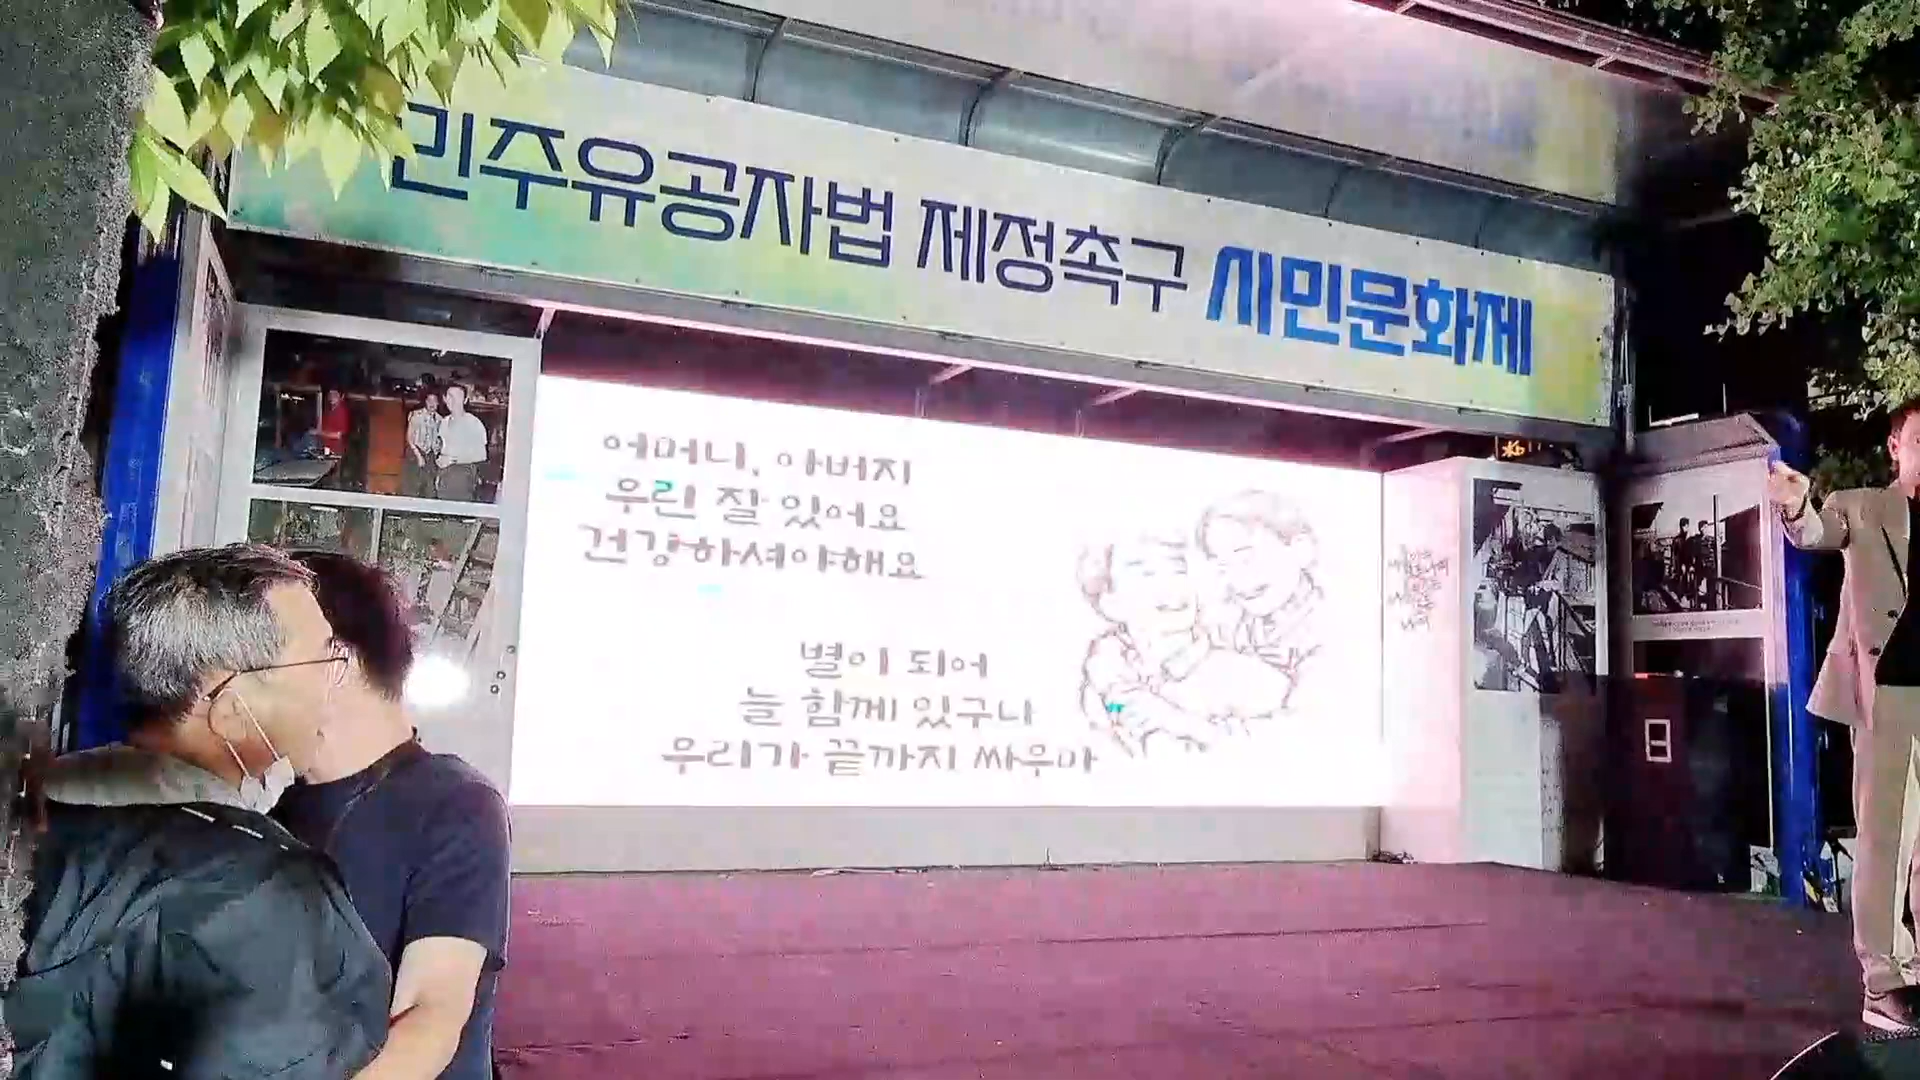 민주유공자법 제정촉구 시민문화제
어머니, 아버지
우린 잘 있어요
건강하셔야해요
별이 되어
늘 함께 있구나
우리가 끝까지 싸우마